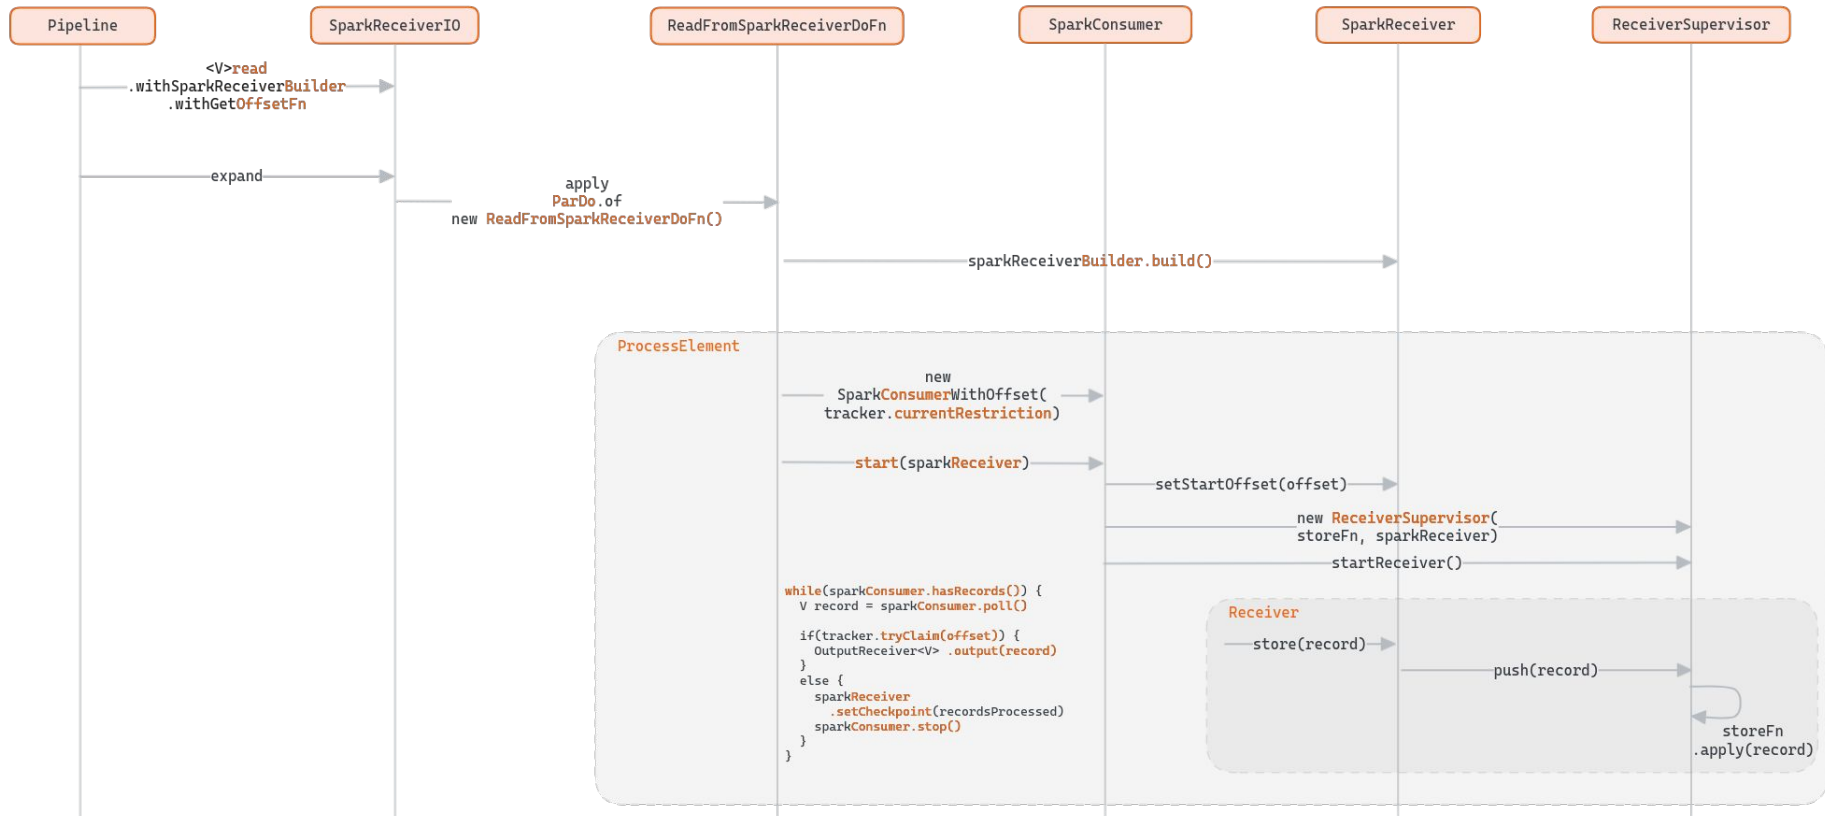 Pipeline
SparkReceiverIO
ReadFromSparkReceiverDoFn
SparkConsumer
SparkReceiver
ReceiverSupervisor
<V>read
.withSparkReceiverBuilder
.withGetOffsetFn
expand
apply
ParDo.of
new ReadFromSparkReceiverDoFn()
sparkReceiverBuilder.build()
ProcessElement
new
SparkConsumerWithOffset(
tracker.currentRestriction)
start(sparkReceiver)
setStartOffset(offset)
new ReceiverSupervisor(
storeFn, sparkReceiver)
startReceiver()
while(sparkConsumer.hasRecords()) {
V record = sparkConsumer.poll()
if(tracker.tryClaim(offset)) {
OutputReceiver<V> .output(record)
}
else {
sparkReceiver
.setCheckpoint(recordsProcessed)
sparkConsumer.stop()
}
}
Receiver
store(record)
push(record)
storeFn
.apply(record)